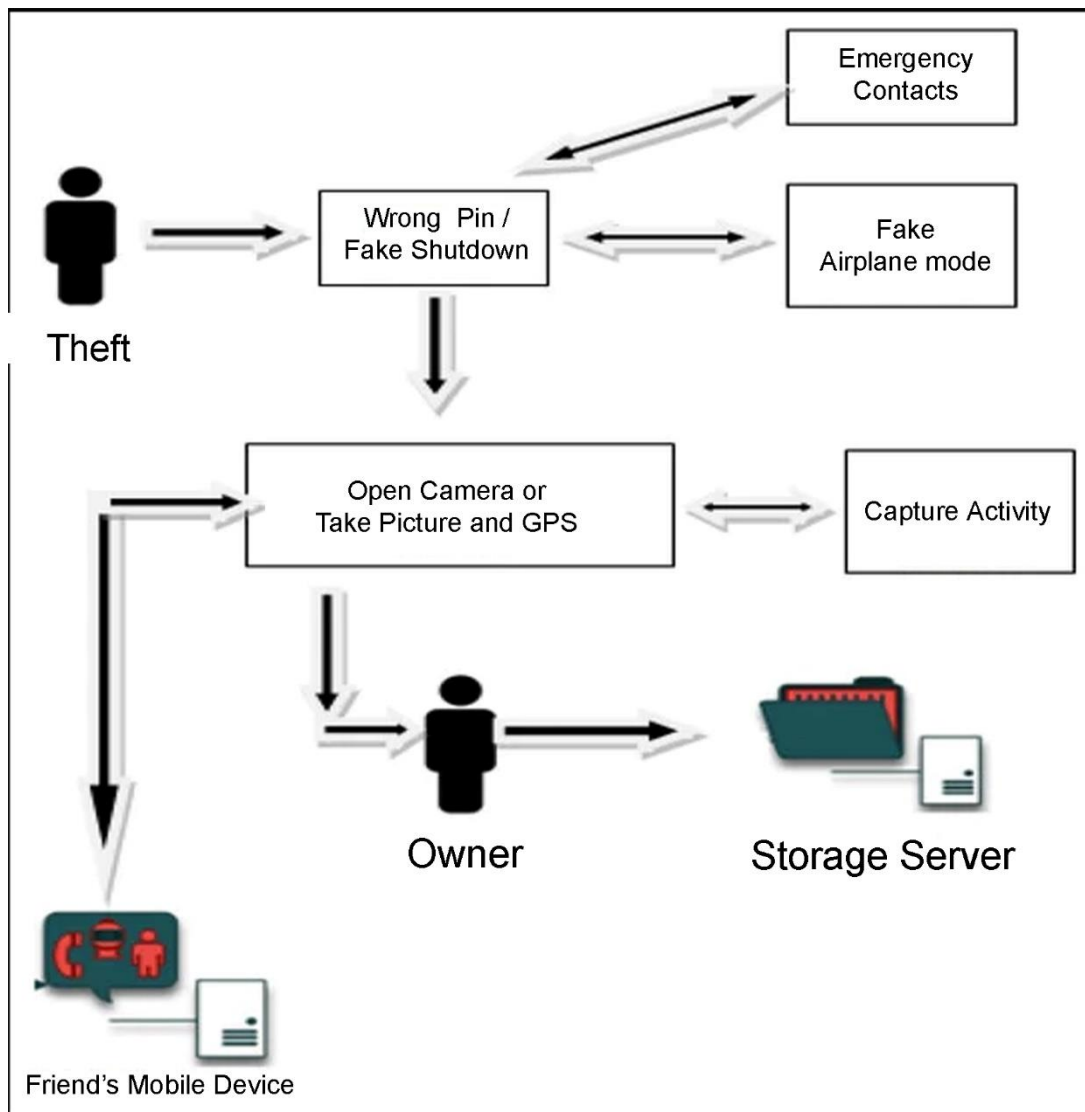 Emergency
Contacts
Wrong Pin /
Fake Shutdown
Fake
Airplane mode
Theft
Open Camera or
Take Picture and GPS
Capture Activity
Owner
Storage Server
Friend's Mobile Device